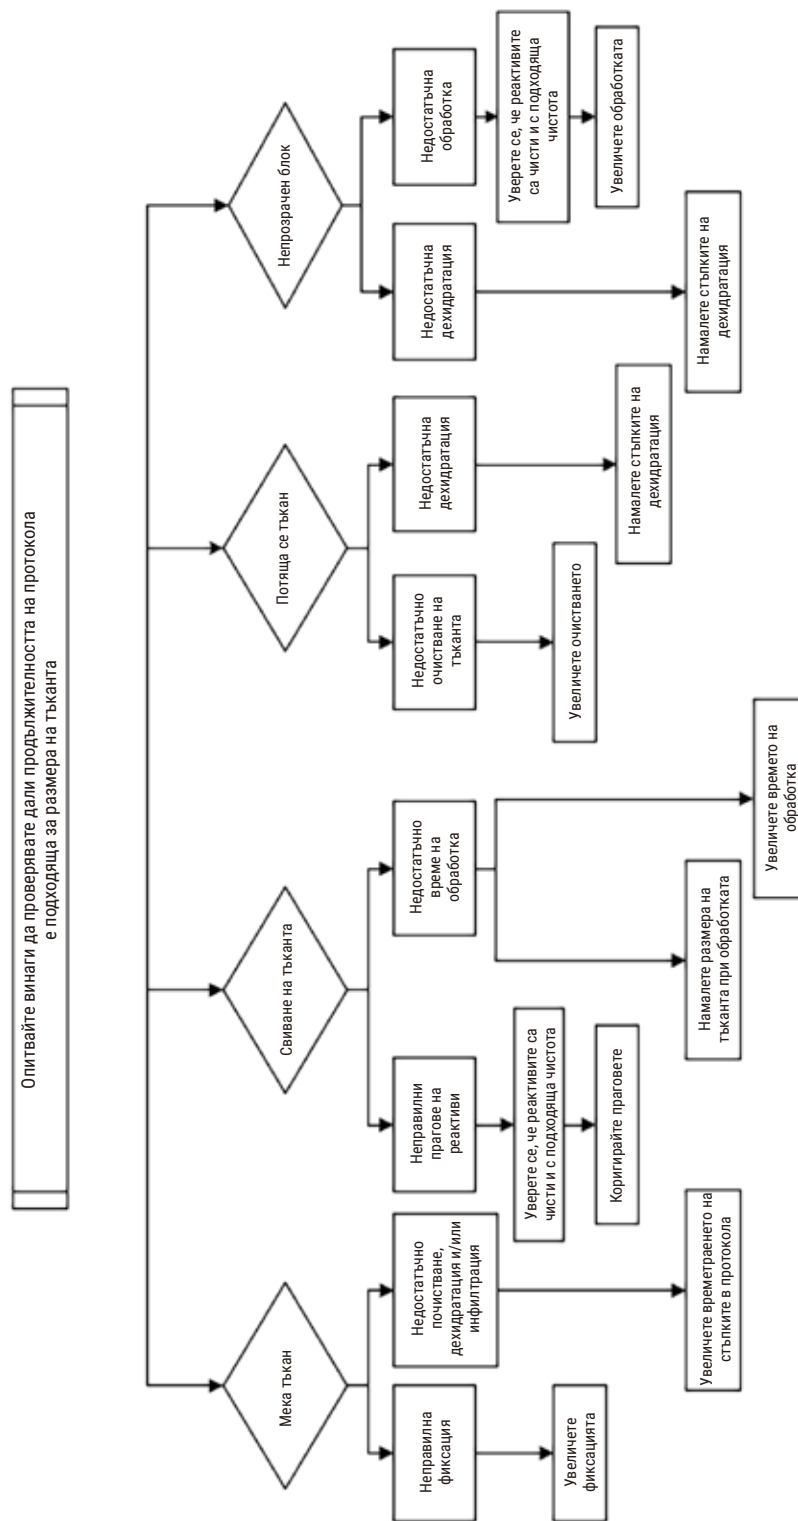 Опитвайте винаги да проверявате дали продължителността на протокола
е подходяща за размера на тъканта
Мека тъкан
Свиване на тъканта
Потяща се тъкан
Непрозрачен блок
Неправилна
фиксация
Недостатъчно
почистване,
дехидратация и/или
инфилтрация
Неправилни
прагове на
реактиви
Недостатъчно
време на
обработка
Недостатъчно
очистване на
тъканта
Недостатъчна
дехидратация
Недостатъчна
дехидратация
Недостатъчна
обработка
Уверете се, че реактивите са
чисти и с подходяща чистота
Уверете се, че реактивите
са чисти и с подходяща
чистота
Увеличете
фиксацията
Коригирайте праговете
Увеличете очистването
Намалете стъпките на
дехидратация
Увеличете обработката
Увеличете времетраенето на
стъпките в протокола
Намалете размера на
тъканта при обработката
Намалете стъпките на
дехидратация
Увеличете времето на
обработка